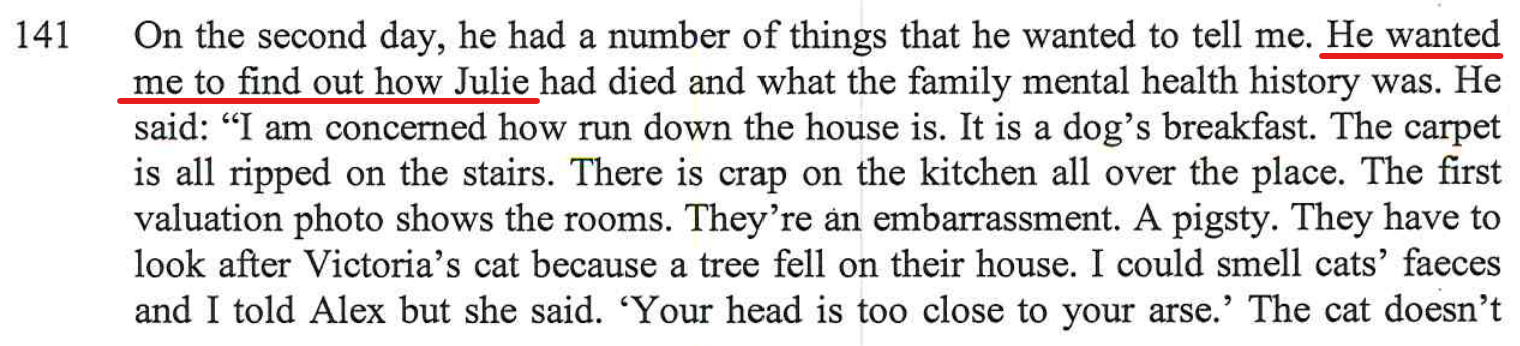 141 On the second day, he had a number of things that he wanted to tell me. He wanted
me to find out how Julie had died and what the family mental health history was. He
said: “I am concerned how run down the house is. It is a dog’s breakfast. The carpet
is all ripped on the stairs. There is crap on the kitchen all over the place. The first
valuation photo shows the rooms. They’re an embarrassment. A pigsty. They have to
look after Victoria’s cat because a tree fell on their house. I could smell cats’ faeces
and I told Alex but she said. ‘Your head is too close to your arse.’ The cat doesn’t